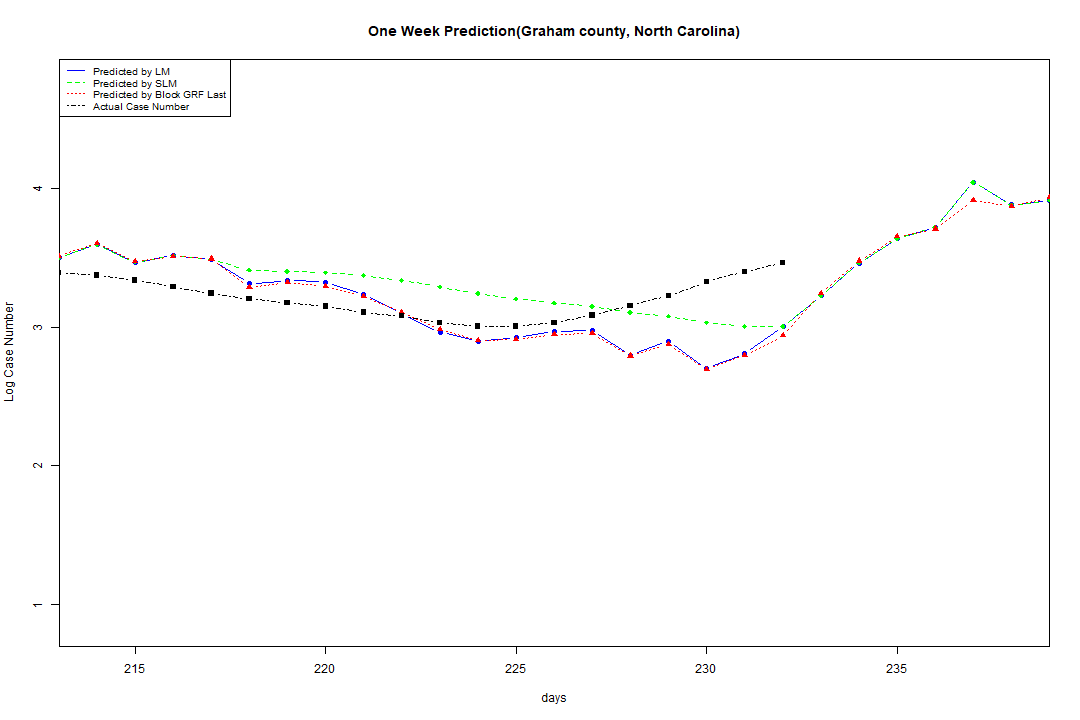 One Week Prediction(Graham county, North Carolina)
Predicted by LM
Predicted by SLM
Predicted by Block GRF Last
Actual Case Number
4
3
2
1
Log Case Number
215
220
225
230
235
days